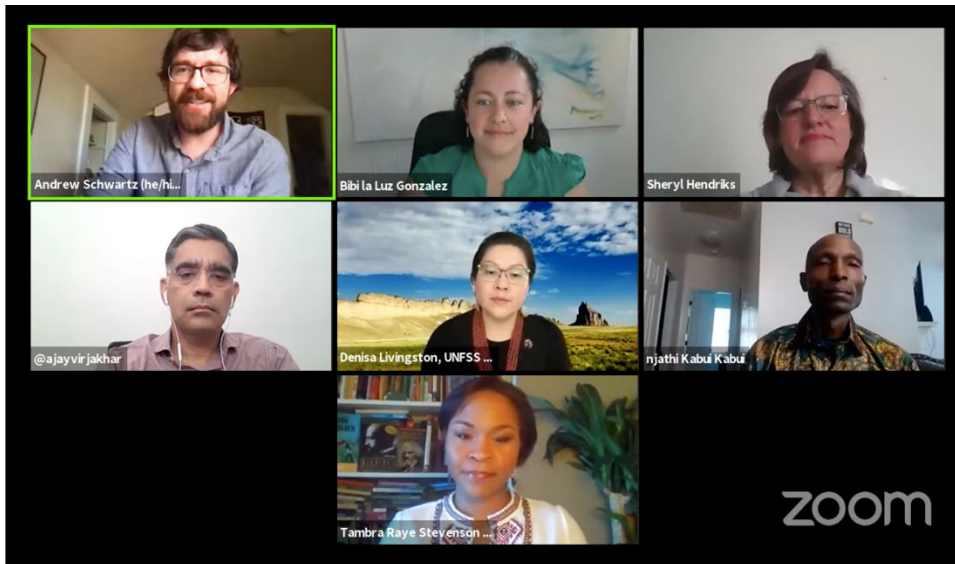 Andrew Schwartz (he/hi...
Bibi la Luz Gonzalez
Sheryl Hendriks
@ajayvirjakhar
Denisa Livingston, UNFSS ...
njathi Kabui Kabui
Tambra Raye Stevenson ...
zoom